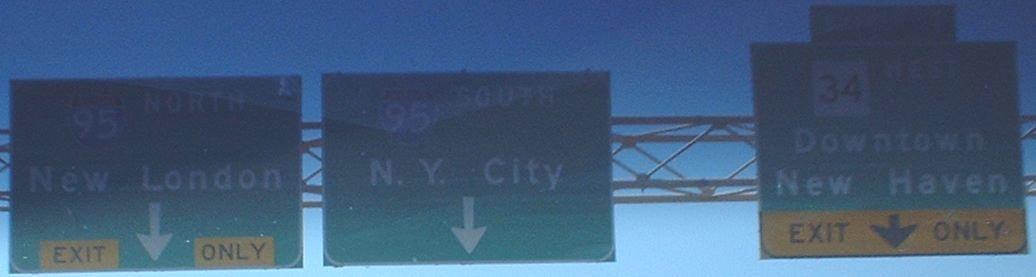 95 NORTH
New London
EXIT ONLY
95 SOUTH
N. Y. City
34 WEST
Downtown
New Haven
EXIT ONLY